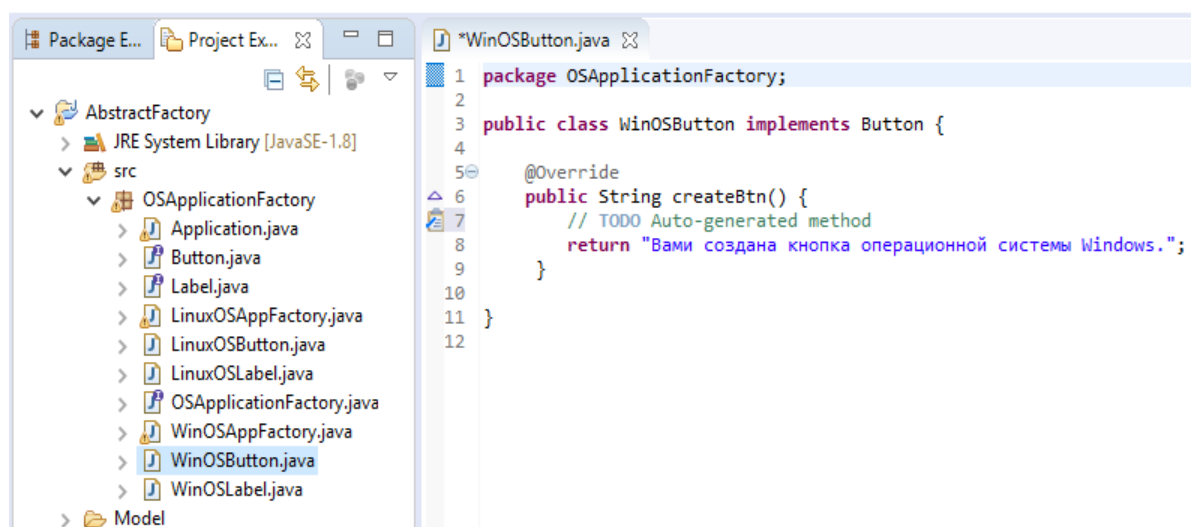 Package E... Project Ex...
AbstractFactory
JRE System Library [JavaSE-1.8]
src
OSApplicationFactory
Application.java
Button.java
Label.java
LinuxOSAppFactory.java
LinuxOSButton.java
LinuxOSLabel.java
OSApplicationFactory.java
WinOSAppFactory.java
WinOSButton.java
WinOSLabel.java
Model
*WinOSButton.java
1 package OSApplicationFactory;
2
3 public class WinOSButton implements Button {
4
5 @Override
6 public String createBtn() {
7 // TODO Auto-generated method
8 return "Вами создана кнопка операционной системы Windows.";
9 }
10
11 }
12